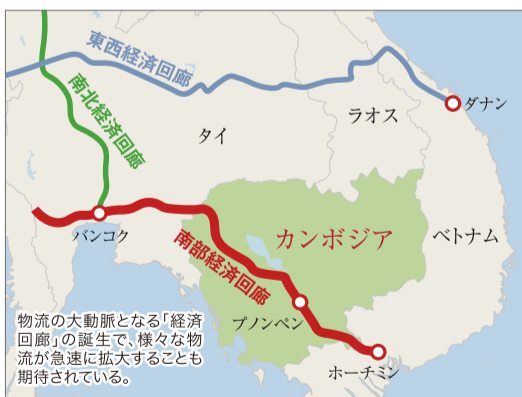 東西経済回廊
ダナン
南北経済回廊
ラオス
タイ
カンボジア
バンコク
ベトナム
南部経済回廊
プノンペン
ホーチミン
物流の大動脈となる「経済
回廊」の誕生で、様々な物
流が急速に拡大することも
期待されている。